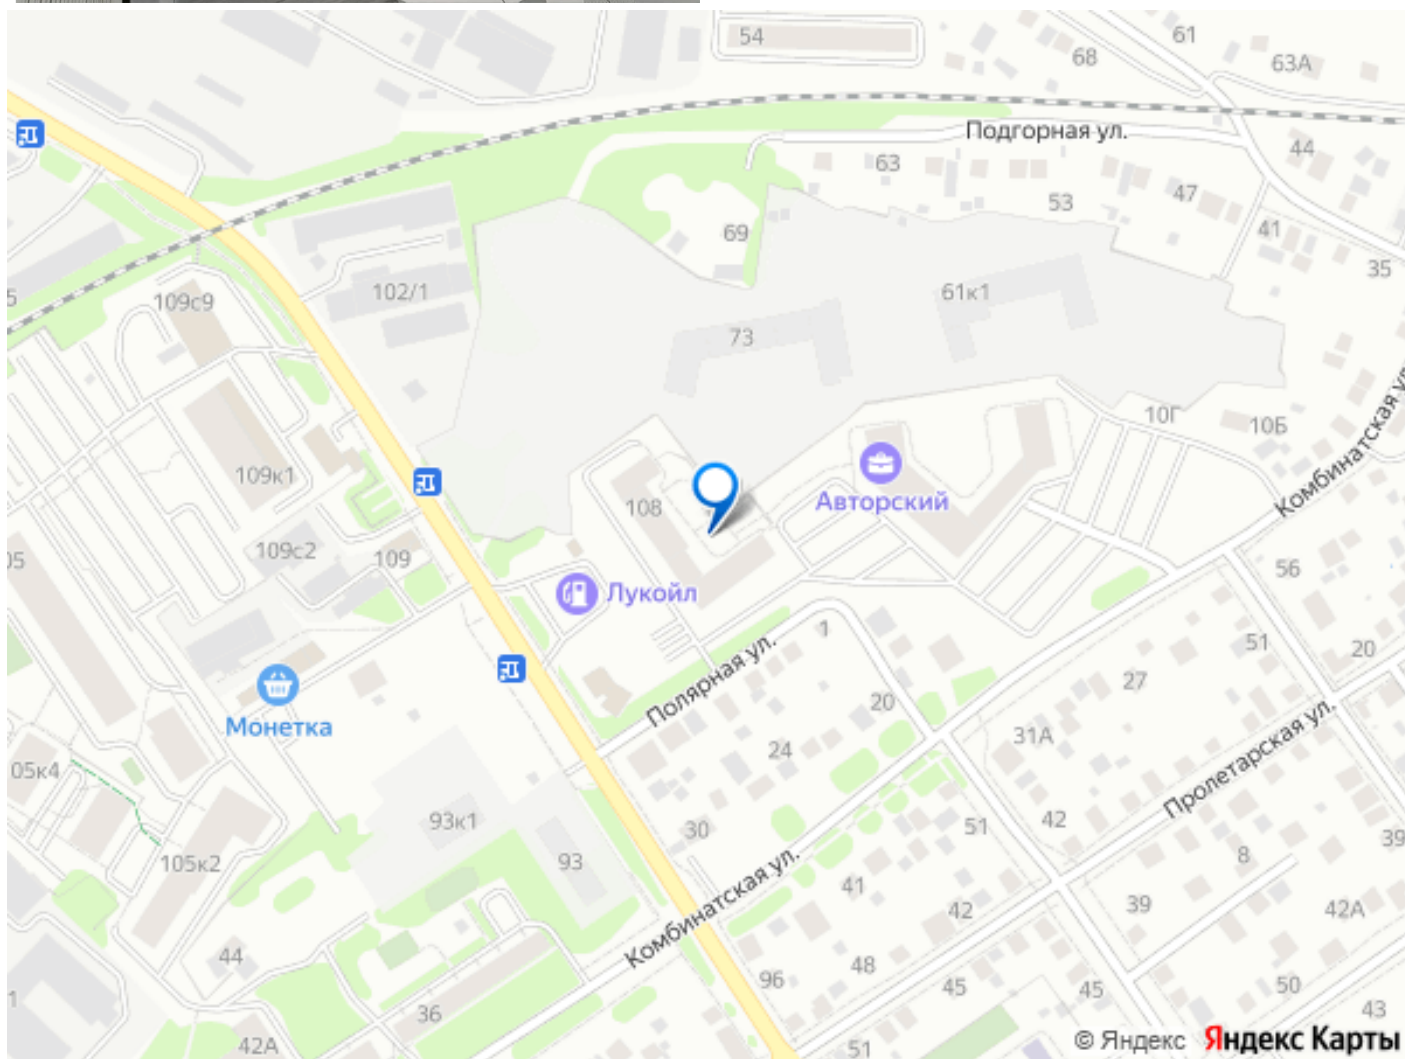 54
61
68
63А
Подгорная ул.
44
63
53
47
69
41
35
102/1
109с9
61к1
73
5
10Г
10Б
Комбинатская ул.
109к1
108
Авторский
109с2
109
05
56
Лукойл
1
51
20
Полярная ул.
27
Монетка
20
31А
24
Пролетарская ул.
05к4
93к1
30
51
42
39
8
105к2
93
41
42
39
42А
Комбинатская ул.
44
48
96
45
45
50
1
36
43
42А
51
© Яндекс Яндекс Карты